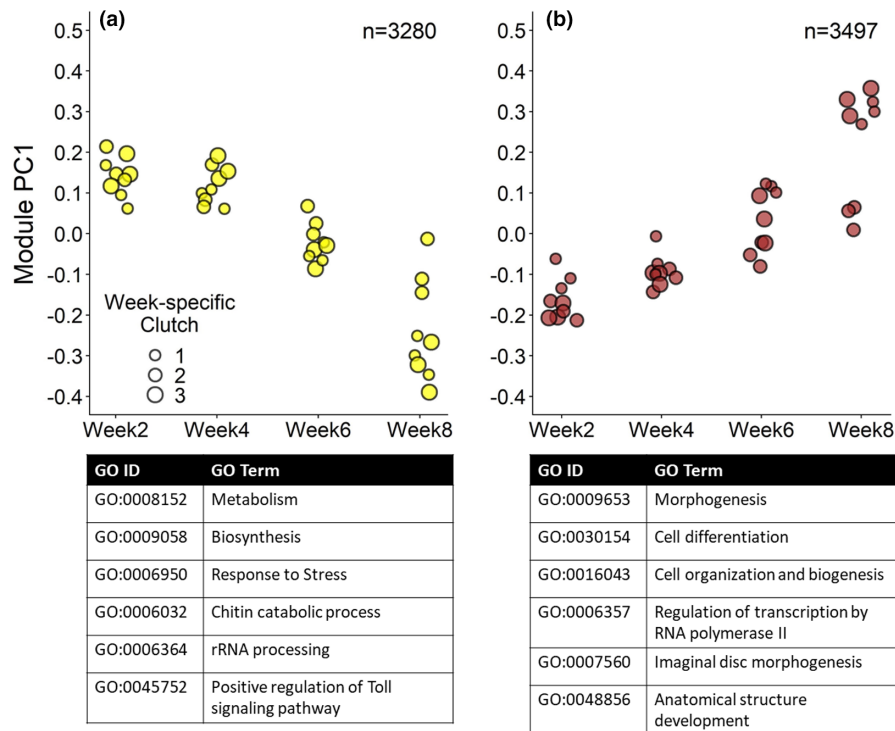 (a)
n=3280
Module PC1
0.5
0.4
0.3
0.2
0.1
0.0
-0.1
-0.2
-0.3
-0.4
Week-specific
Clutch
1
2
3
Week2 Week4 Week6 Week8
GO ID GO Term
GO:0008152 Metabolism
GO:0009058 Biosynthesis
GO:0006950 Response to Stress
GO:0006032 Chitin catabolic process
GO:0006364 rRNA processing
GO:0045752 Positive regulation of Toll
signaling pathway
(b)
n=3497
0.5
0.4
0.3
0.2
0.1
0.0
-0.1
-0.2
-0.3
-0.4
Week2 Week4 Week6 Week8
GO ID GO Term
GO:0009653 Morphogenesis
GO:0030154 Cell differentiation
GO:0016043 Cell organization and biogenesis
GO:0006357 Regulation of transcription by
RNA polymerase II
GO:0007560 Imaginal disc morphogenesis
GO:0048856 Anatomical structure
development